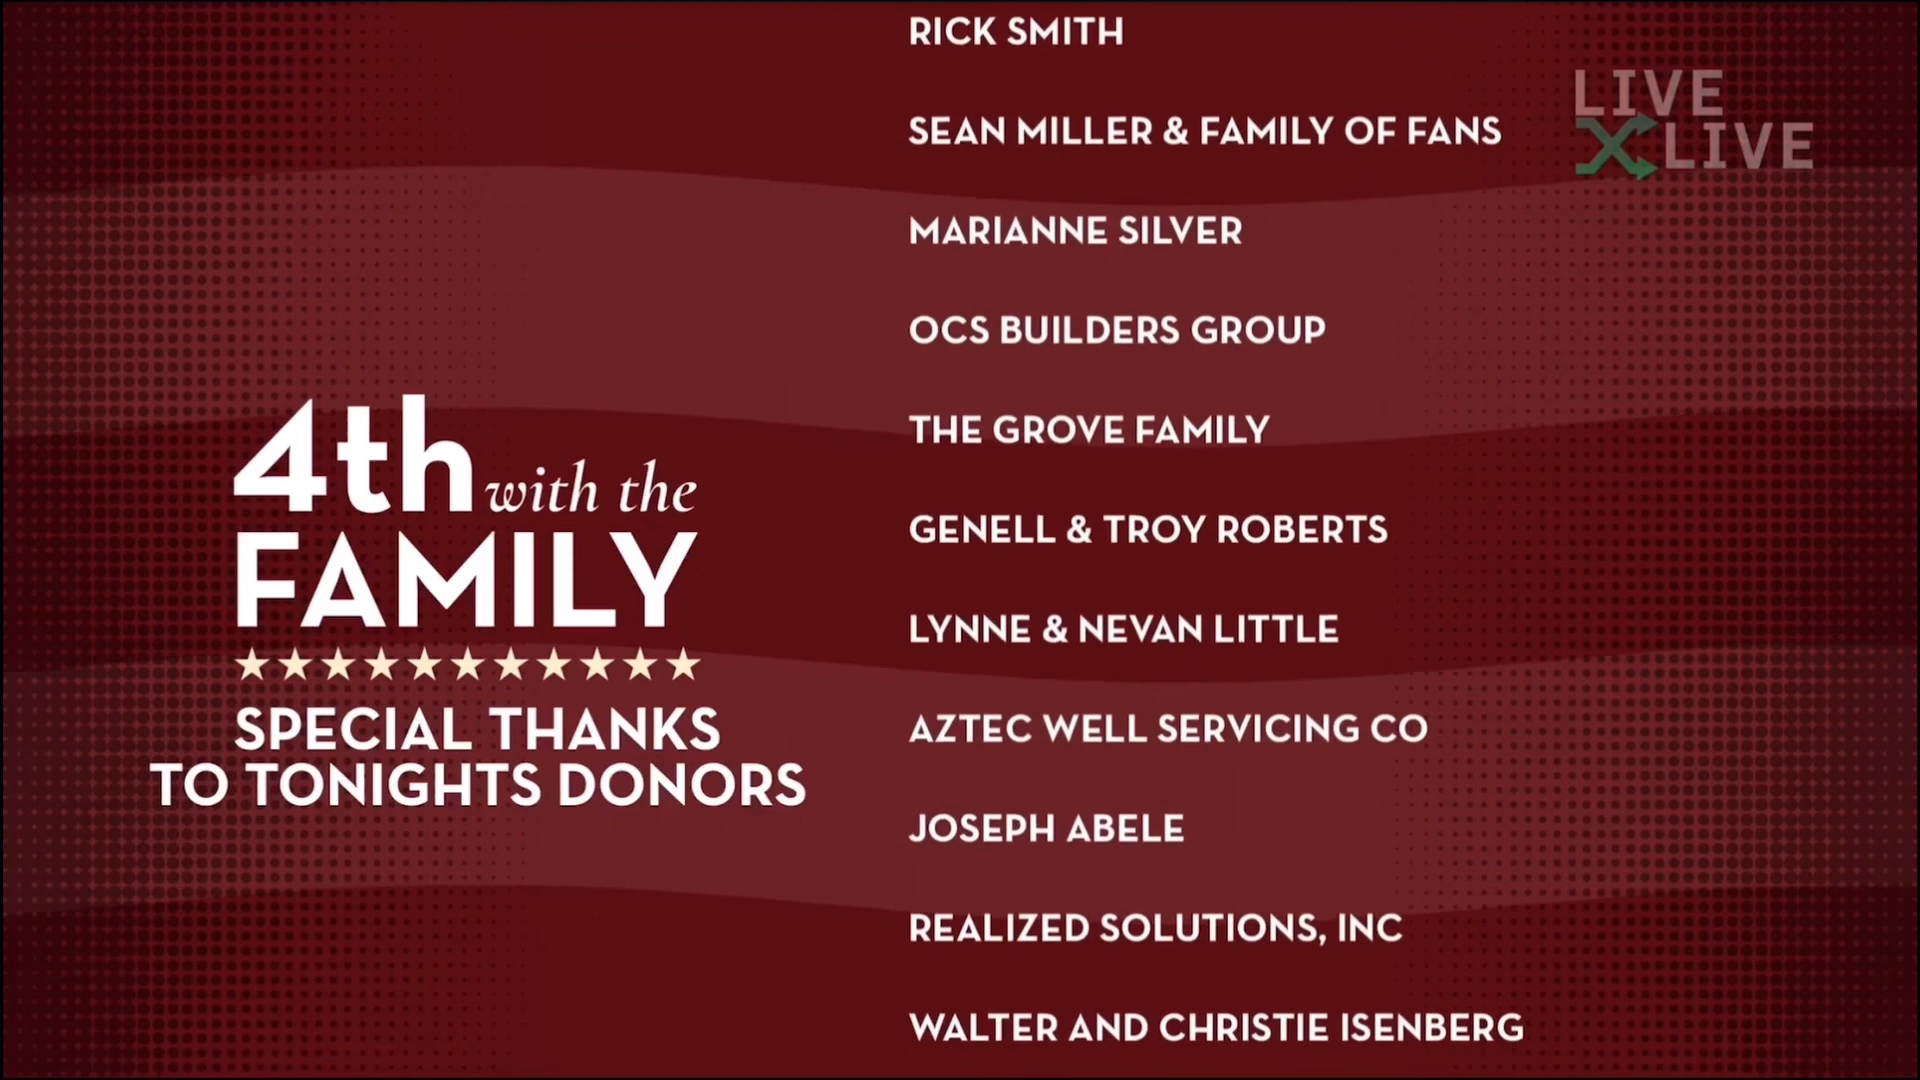 RICK SMITH
SEAN MILLER & FAMILY OF FANS
MARIANNE SILVER
OCS BUILDERS GROUP
THE GROVE FAMILY
GENELL & TROY ROBERTS
LYNNE & NEVAN LITTLE
AZTEC WELL SERVICING CO
JOSEPH ABELE
REALIZED SOLUTIONS, INC
WALTER AND CHRISTIE ISENBERG
4th with the
FAMILY
SPECIAL THANKS
TO TONIGHTS DONORS
LIVE
XLIVE